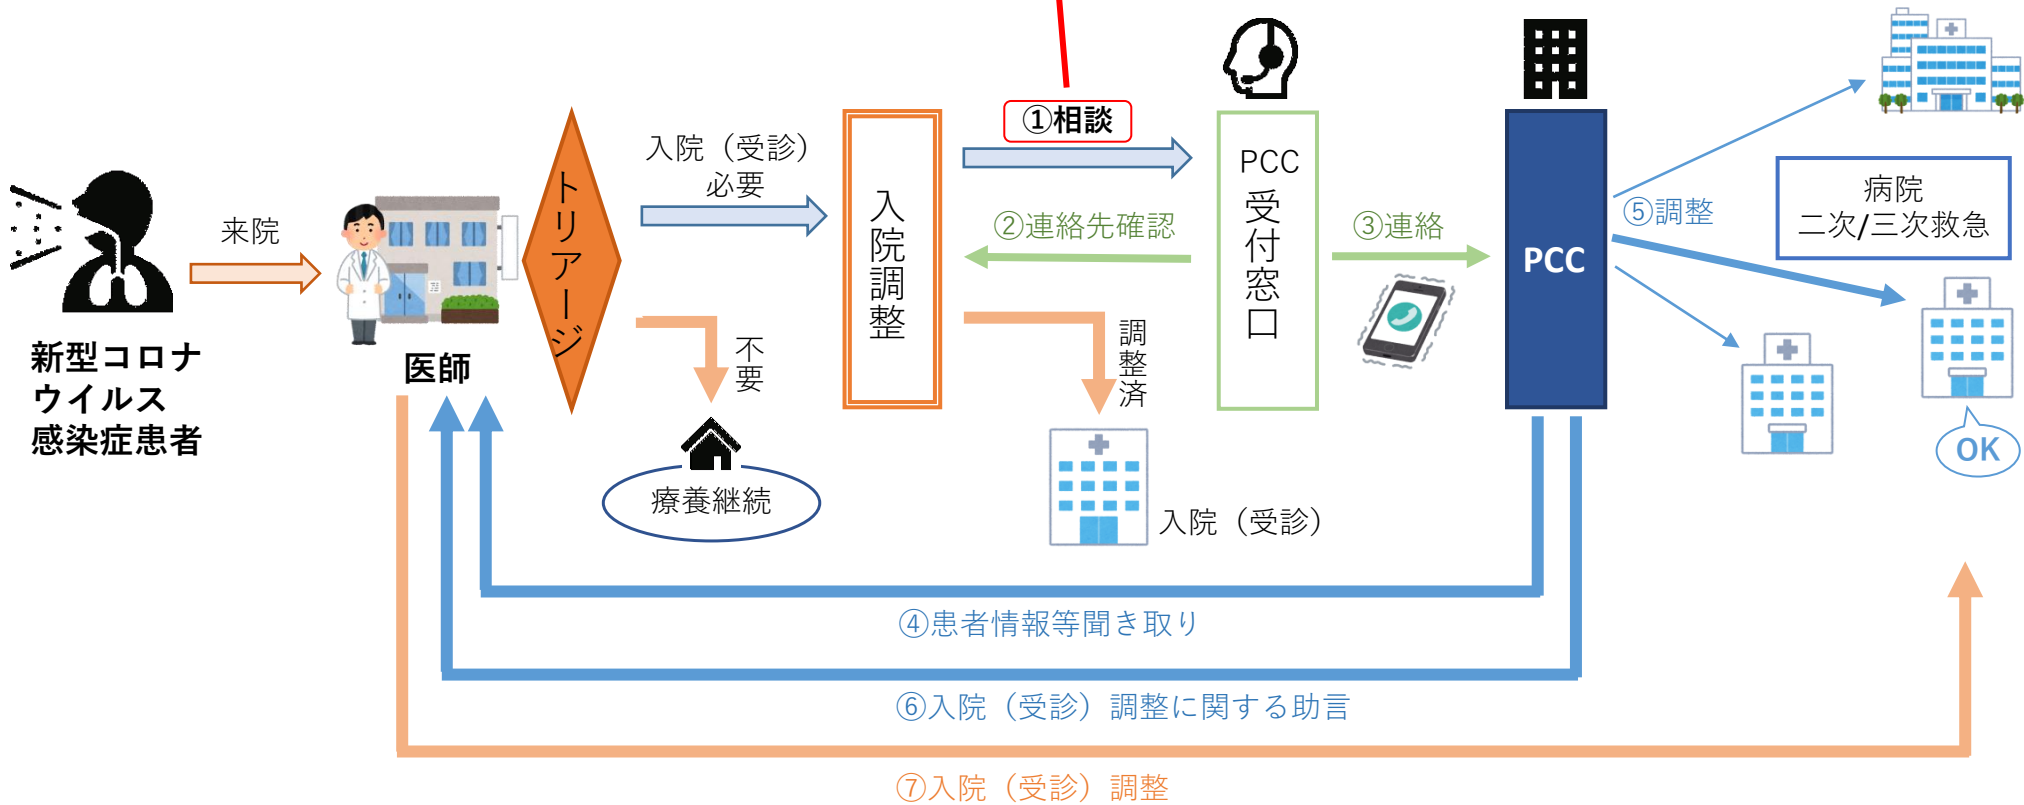 新型コロナ
ウイルス
感染症患者
来院
医師
トリアージ
入院（受診）
必要
不要
療養継続
入院調整
①相談
②連絡先確認
調整済
入院（受診）
PCC
受付窓口
③連絡
PCC
⑤調整
病院
二次/三次救急
OK
④患者情報等聞き取り
⑥入院（受診）調整に関する助言
⑦入院（受診）調整